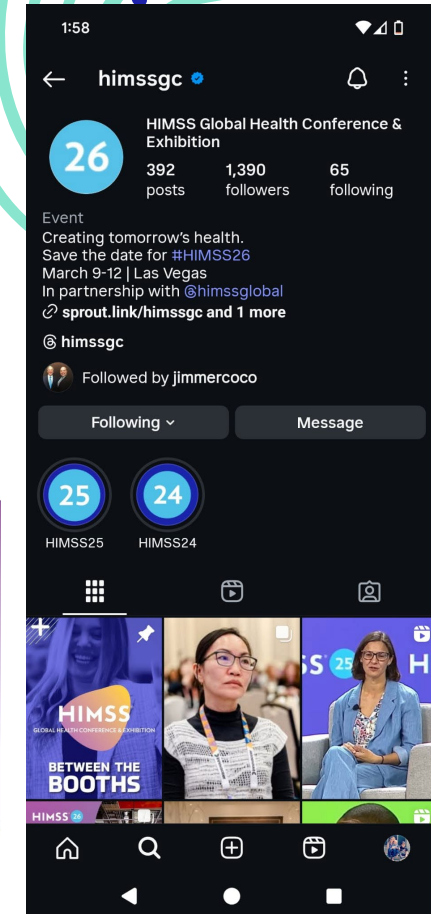 1:58
himssgc
26
HIMSS Global Health Conference &
Exhibition
392
posts
1,390
followers
65
following
Event
Creating tomorrow's health.
Save the date for #HIMSS26
March 9-12 | Las Vegas
In partnership with @himssglobal
sprout.link/himssgc and 1 more
himssgc
Followed by jimmercoco
Following
Message
25
24
HIMSS25
HIMSS24
HIMSS
GLOBAL HEALTH CONFERENCE & EXHIBITION
BETWEEN THE
BOOTHS
S 25 H
HIMSS 26